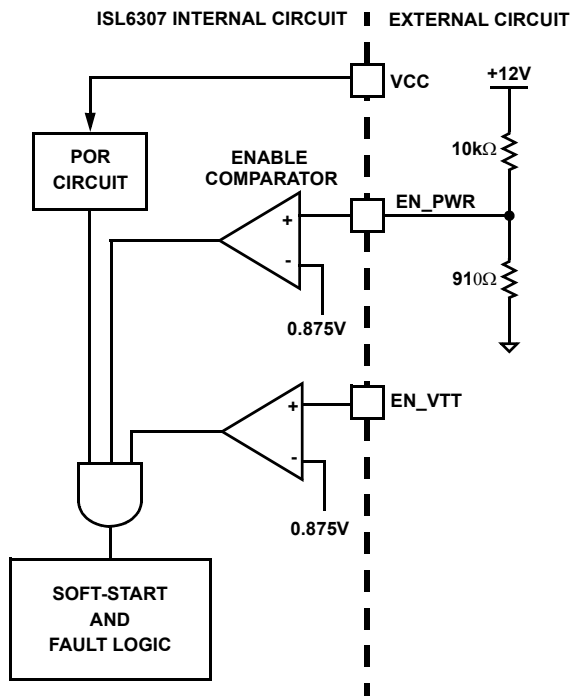 ISL6307 INTERNAL CIRCUIT
EXTERNAL CIRCUIT
+12V
VCC
10kΩ
POR
CIRCUIT
ENABLE
COMPARATOR
EN_PWR
+
-
0.875V
910Ω
EN_VTT
+
-
0.875V
SOFT-START
AND
FAULT LOGIC